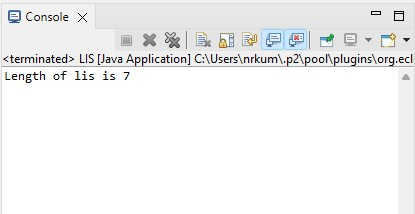 Console
<terminated> LIS [Java Application] C:\Users\nrkum\.p2\pool\plugins\org.ecl
Length of lis is 7